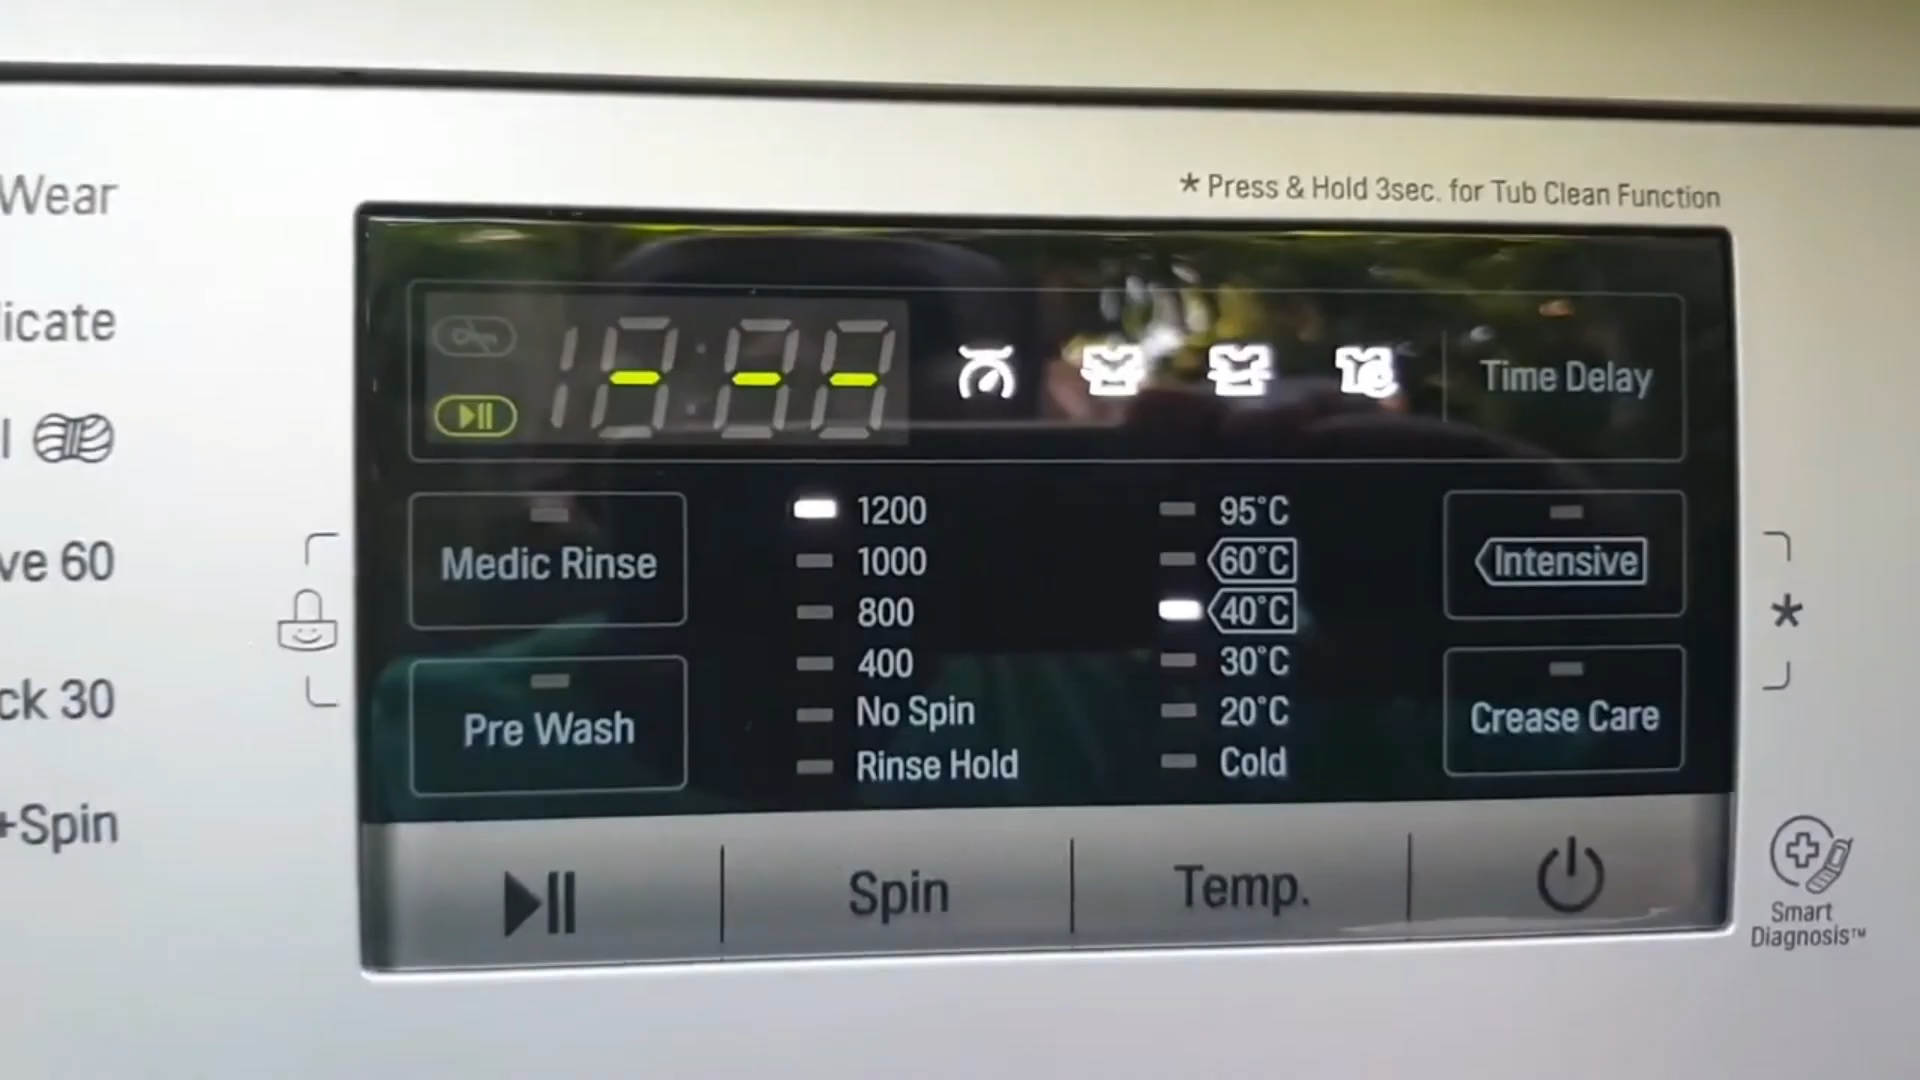 Wear
icate
l
ve 60
ck 30
+Spin
* Press & Hold 3sec. for Tub Clean Function
- - -
Time Delay
Medic Rinse
Pre Wash
1200
1000
800
400
No Spin
Rinse Hold
95°C
60°C
40°C
30°C
20°C
Cold
Intensive
Crease Care
*
Spin
Temp.
Smart
Diagnosis™